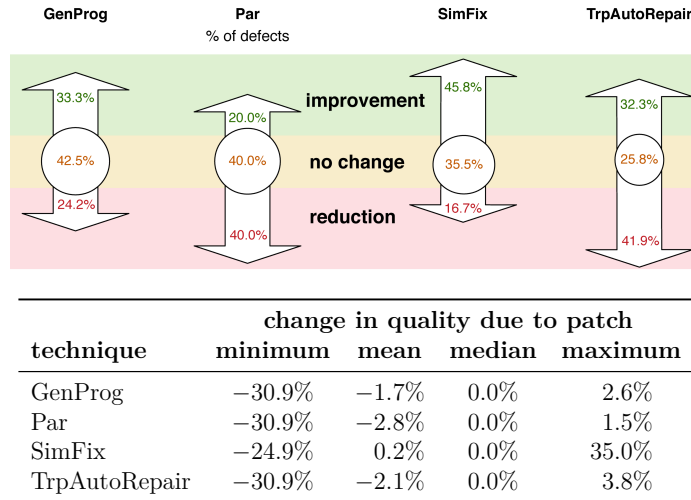 GenProg Par SimFix TrpAutoRepair
% of defects
33.3% 20.0% improvement 45.8% 32.3%
42.5% 40.0% no change 35.5% 25.8%
24.2% 40.0% reduction 16.7% 41.9%
change in quality due to patch
technique minimum mean median maximum
GenProg −30.9% −1.7% 0.0% 2.6%
Par −30.9% −2.8% 0.0% 1.5%
SimFix −24.9% 0.2% 0.0% 35.0%
TrpAutoRepair −30.9% −2.1% 0.0% 3.8%